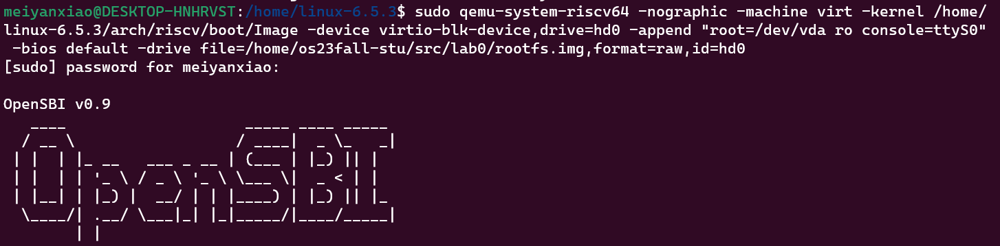 meiyanxiao@DESKTOP-HNHRVST:/home/linux-6.5.3$ sudo qemu-system-riscv64 -nographic -machine virt -kernel /home/
linux-6.5.3/arch/riscv/boot/Image -device virtio-blk-device,drive=hd0 -append "root=/dev/vda ro console=ttyS0"
 -bios default -drive file=/home/os23fall-stu/src/lab0/rootfs.img,format=raw,id=hd0
[sudo] password for meiyanxiao:

OpenSBI v0.9
   ____                    _____ ____ _____
  / __ \                  / ____|  _ \_   _|
 | |  | |_ __   ___ _ __ | (___ | |_) || |
 | |  | | '_ \ / _ \ '_ \ \___ \|  _ < | |
 | |__| | |_) |  __/ | | |____) | |_) || |_
  \____/| .__/ \___|_| |_|_____/|____/_____|
        | |